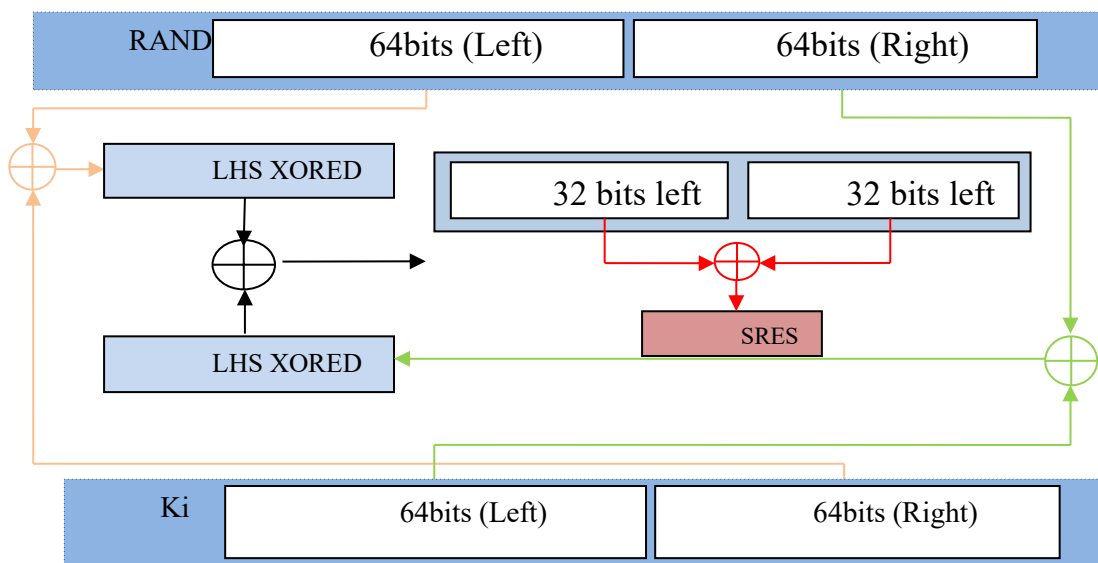 RAND
64bits (Left)
64bits (Right)
LHS XORED
32 bits left
32 bits left
SRES
LHS XORED
Ki
64bits (Left)
64bits (Right)